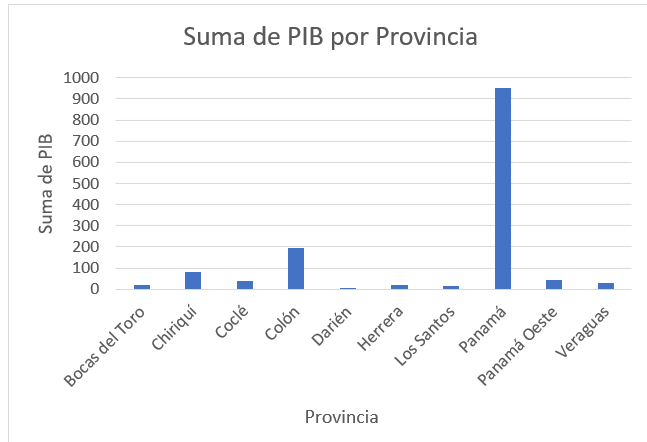 Suma de PIB por Provincia
Suma de PIB
1000
900
800
700
600
500
400
300
200
100
0
Bocas del Toro
Chiriquí
Coclé
Colón
Darién
Herrera
Los Santos
Panamá
Panamá Oeste
Veraguas
Provincia